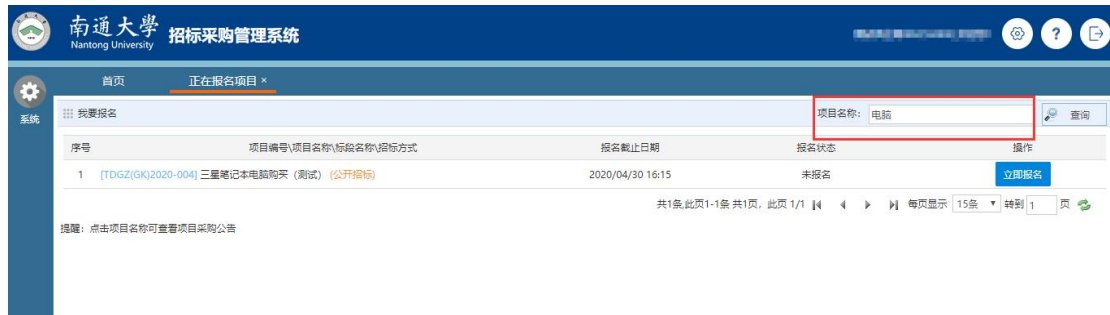 南通大學
Nantong University
招标采购管理系统
?
首页 正在报名项目 ×
系统
我要报名 项目名称: 电脑 查询
序号 项目编号\项目名称\标段名称\招标方式 报名截止日期 报名状态 操作
1 [TDGZ(GK)2020-004] 三星笔记本电脑购买 (测试) (公开招标) 2020/04/30 16:15 未报名 立即报名
共1条,此页1-1条 共1页, 此页 1/1 每页显示 15条 转到 1 页
提醒: 点击项目名称可查看项目采购公告